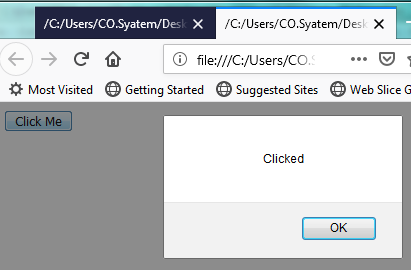 /C:/Users/CO.Syatem/Desk
/C:/Users/CO.Syatem/Desk
file:///C:/Users/CO.S
Most Visited Getting Started Suggested Sites Web Slice G
Click Me
Clicked
OK